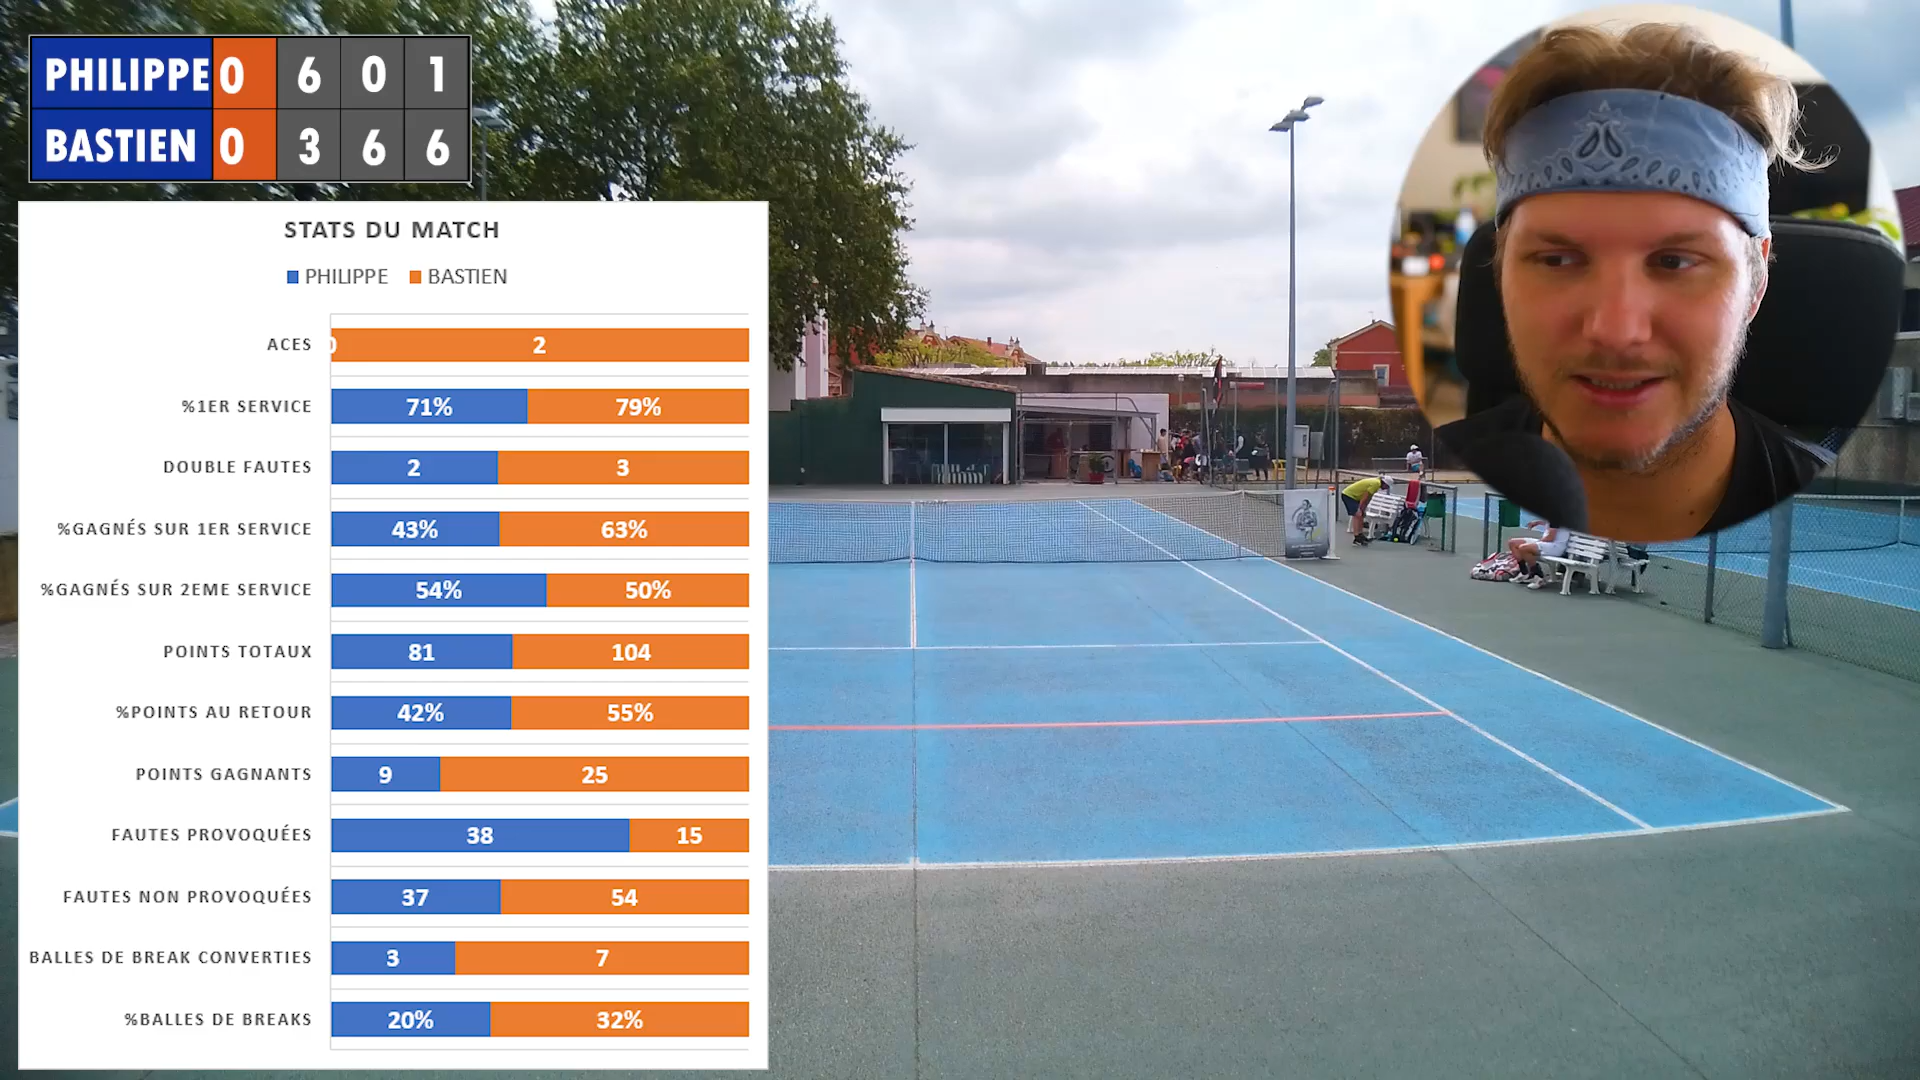 PHILIPPE 0 6 0 1
BASTIEN 0 3 6 6
STATS DU MATCH
PHILIPPE BASTIEN
ACES 0 2
%1ER SERVICE 71% 79%
DOUBLE FAUTES 2 3
%GAGNÉS SUR 1ER SERVICE 43% 63%
%GAGNÉS SUR 2EME SERVICE 54% 50%
POINTS TOTAUX 81 104
%POINTS AU RETOUR 42% 55%
POINTS GAGNANTS 9 25
FAUTES PROVOQUÉES 38 15
FAUTES NON PROVOQUÉES 37 54
BALLES DE BREAK CONVERTIES 3 7
%BALLES DE BREAKS 20% 32%